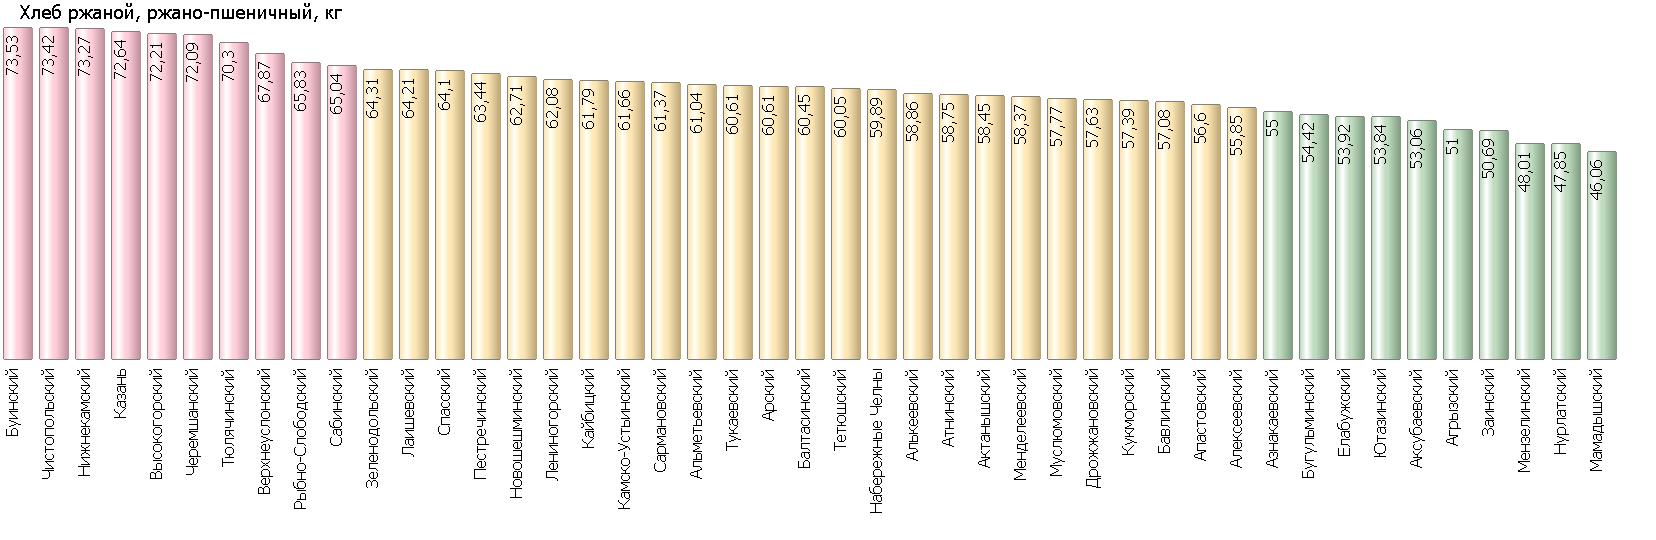 Хлеб ржаной, ржано-пшеничный, кг
73,53
73,42
73,27
72,64
72,21
72,09
70,3
67,87
65,83
65,04
64,31
64,21
64,1
63,44
62,71
62,08
61,79
61,66
61,37
61,04
60,61
60,61
60,45
60,05
59,89
58,86
58,75
58,45
58,37
57,77
57,63
57,39
57,08
56,6
55,85
55
54,42
53,92
53,84
53,06
51
50,69
48,01
47,85
46,06
Буинский
Чистопольский
Нижнекамский
Казань
Высокогорский
Черемшанский
Тюлячинский
Верхнеуслонский
Рыбно-Слободский
Сабинский
Зеленодольский
Лаишевский
Спасский
Пестречинский
Новошешминский
Лениногорский
Кайбицкий
Камско-Устьинский
Сармановский
Альметьевский
Тукаевский
Арский
Балтасинский
Тетюшский
Набережные Челны
Алькеевский
Атнинский
Актанышский
Менделеевский
Муслюмовский
Дрожжановский
Кукморский
Бавлинский
Апастовский
Алексеевский
Азнакаевский
Бугульминский
Елабужский
Ютазинский
Аксубаевский
Агрызский
Заинский
Мензелинский
Нурлатский
Мамадышский